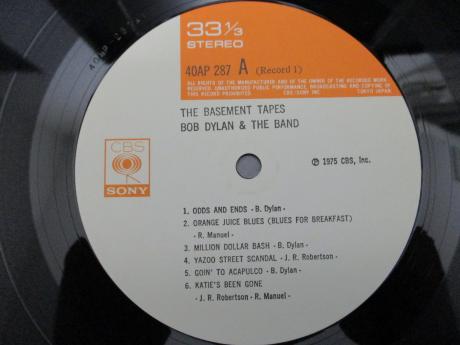 33 1/3
STEREO
40AP 287 A (Record 1)
ALL RIGHTS OF THE MANUFACTURER AND OF THE OWNER OF THE RECORDED WORK
RESERVED. UNAUTHORIZED PUBLIC PERFORMANCE, BROADCASTING AND COPYING OF
THIS RECORD PROHIBITED CBS/SONY INC TOKYO JAPAN
THE BASEMENT TAPES
BOB DYLAN & THE BAND
CBS
SONY
℗ 1975 CBS, Inc.
1. ODDS AND ENDS - B. Dylan -
2. ORANGE JUICE BLUES (BLUES FOR BREAKFAST)
- R. Manuel -
3. MILLION DOLLAR BASH - B. Dylan -
4. YAZOO STREET SCANDAL - J. R. Robertson -
5. GOIN' TO ACAPULCO - B. Dylan -
6. KATIE'S BEEN GONE
- J. R. Robertson - R. Manuel -